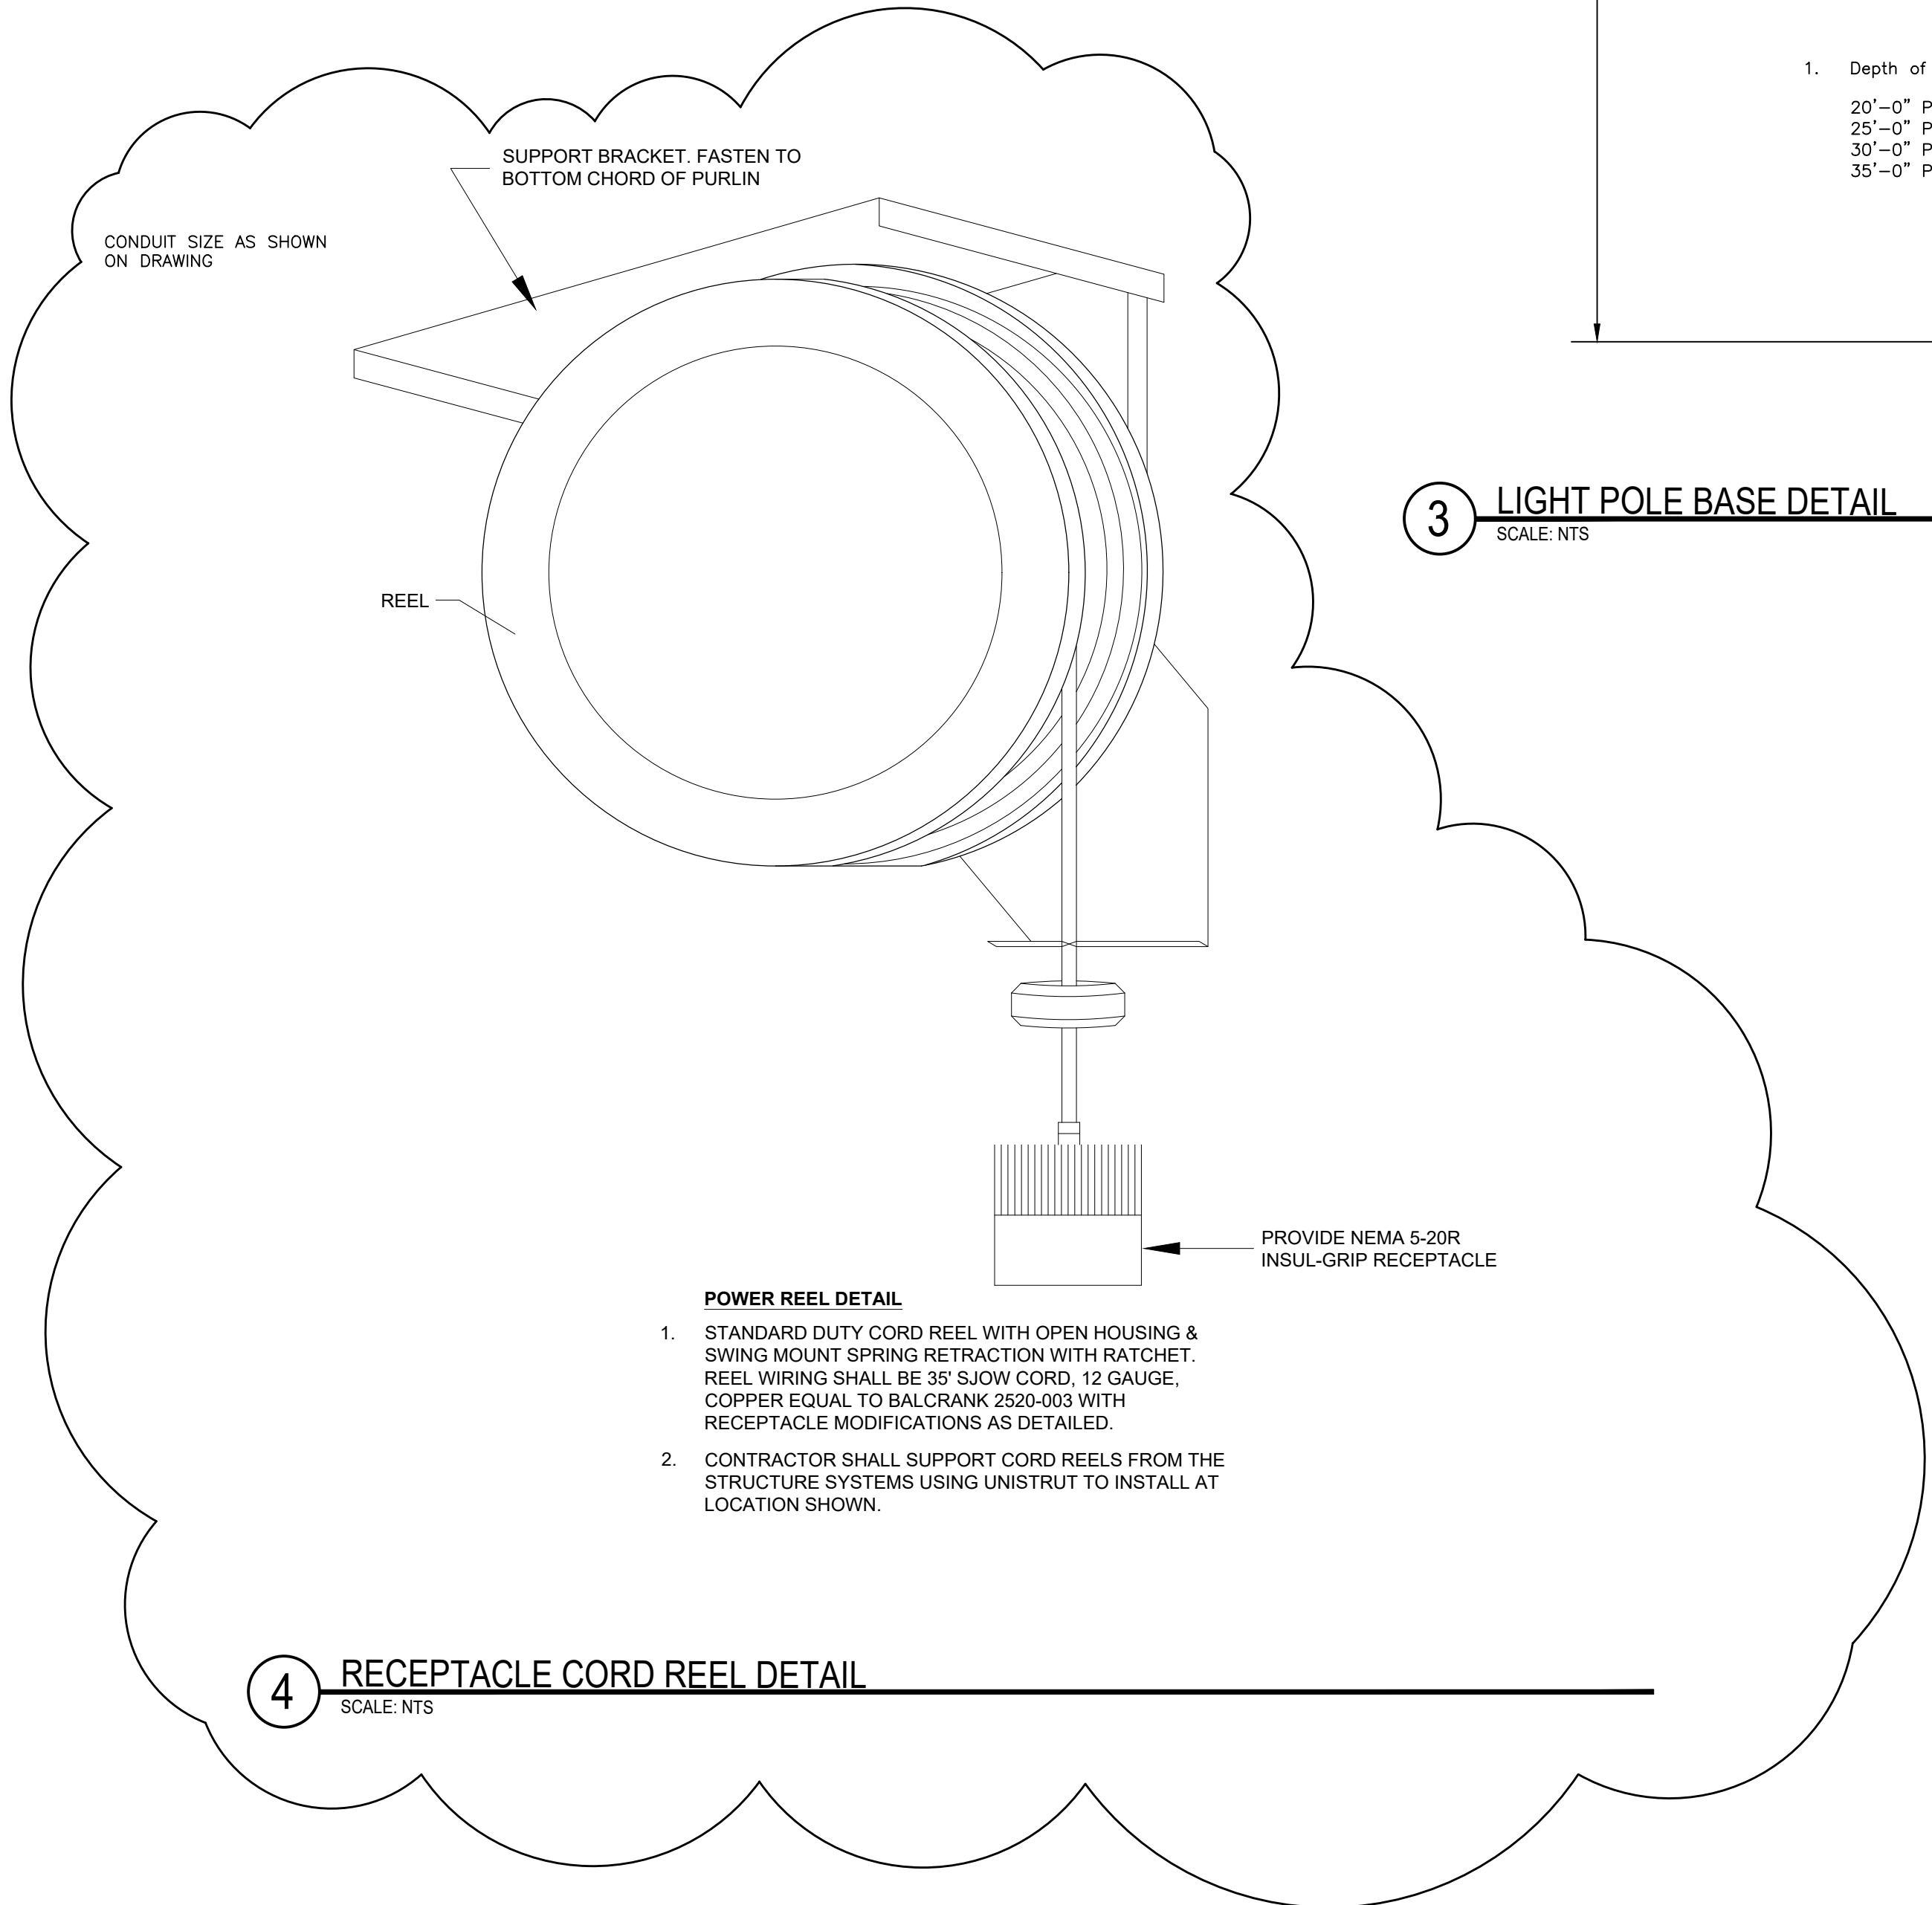 1. Depth of
20'-0" P
25'-0" P
30'-0" P
35'-0" P
SUPPORT BRACKET. FASTEN TO
BOTTOM CHORD OF PURLIN
CONDUIT SIZE AS SHOWN
ON DRAWING
3
LIGHT POLE BASE DETAIL
SCALE: NTS
REEL
PROVIDE NEMA 5-20R
INSUL-GRIP RECEPTACLE
POWER REEL DETAIL
1. STANDARD DUTY CORD REEL WITH OPEN HOUSING &
SWING MOUNT SPRING RETRACTION WITH RATCHET.
REEL WIRING SHALL BE 35' SJOW CORD, 12 GAUGE,
COPPER EQUAL TO BALCRANK 2520-003 WITH
RECEPTACLE MODIFICATIONS AS DETAILED.
2. CONTRACTOR SHALL SUPPORT CORD REELS FROM THE
STRUCTURE SYSTEMS USING UNISTRUT TO INSTALL AT
LOCATION SHOWN.
4
RECEPTACLE CORD REEL DETAIL
SCALE: NTS